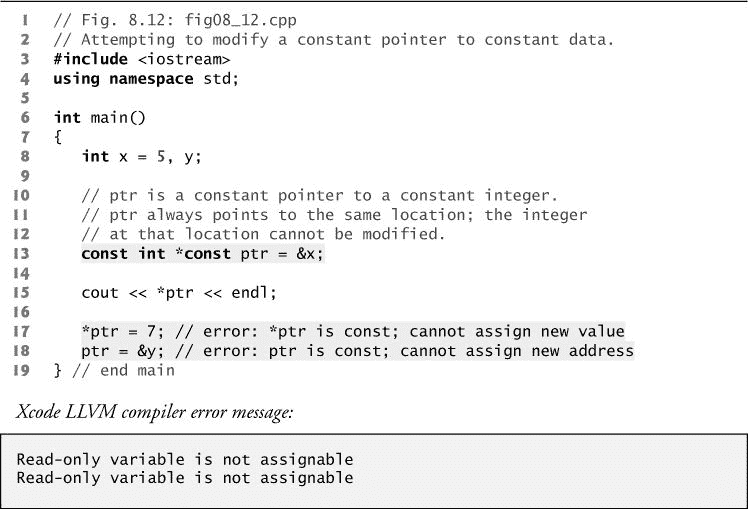 1 // Fig. 8.12: fig08_12.cpp
2 // Attempting to modify a constant pointer to constant data.
3 #include <iostream>
4 using namespace std;
5
6 int main()
7 {
8 int x = 5, y;
9
10 // ptr is a constant pointer to a constant integer.
11 // ptr always points to the same location; the integer
12 // at that location cannot be modified.
13 const int *const ptr = &x;
14
15 cout << *ptr << endl;
16
17 *ptr = 7; // error: *ptr is const; cannot assign new value
18 ptr = &y; // error: ptr is const; cannot assign new address
19 } // end main
Xcode LLVM compiler error message:
Read-only variable is not assignable
Read-only variable is not assignable